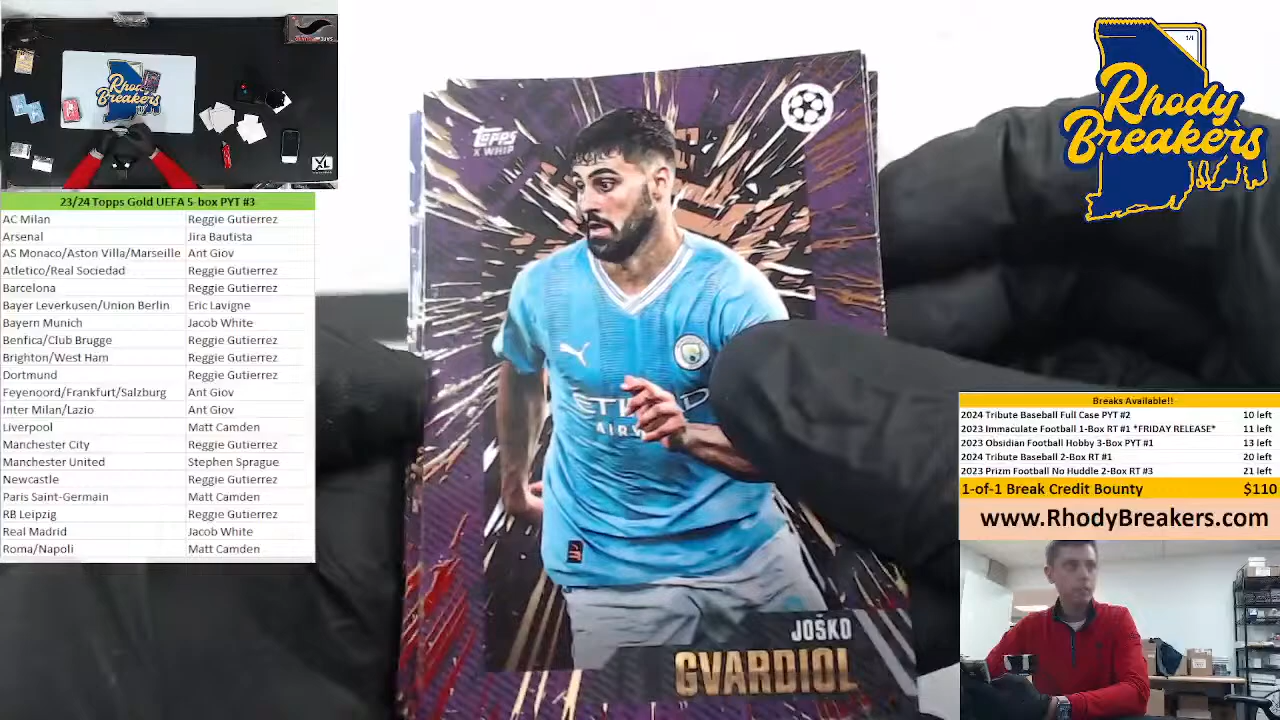 23/24 Topps Gold UEFA 5-box PYT #3
AC Milan Reggie Gutierrez
Arsenal Jira Bautista
AS Monaco/Aston Villa/Marseille Ant Giov
Atletico/Real Sociedad Reggie Gutierrez
Barcelona Reggie Gutierrez
Bayer Leverkusen/Union Berlin Eric Lavigne
Bayern Munich Jacob White
Benfica/Club Brugge Reggie Gutierrez
Brighton/West Ham Reggie Gutierrez
Dortmund Reggie Gutierrez
Feyenoord/Frankfurt/Salzburg Ant Giov
Inter Milan/Lazio Ant Giov
Liverpool Matt Camden
Manchester City Reggie Gutierrez
Manchester United Stephen Sprague
Newcastle Reggie Gutierrez
Paris Saint-Germain Matt Camden
RB Leipzig Reggie Gutierrez
Real Madrid Jacob White
Roma/Napoli Matt Camden
Rhody
Breakers
XL
Topps
X WHIP
ETIHAD
AIRW
JOŠKO
GVARDIOL
1/1
Rhody
Breakers
Breaks Available!!
2024 Tribute Baseball Full Case PYT #2 10 left
2023 Immaculate Football 1-Box RT #1 *FRIDAY RELEASE* 11 left
2023 Obsidian Football Hobby 3-Box PYT #1 13 left
2024 Tribute Baseball 2-Box RT #1 20 left
2023 Prizm Football No Huddle 2-Box RT #3 21 left
1-of-1 Break Credit Bounty $110
www.RhodyBreakers.com